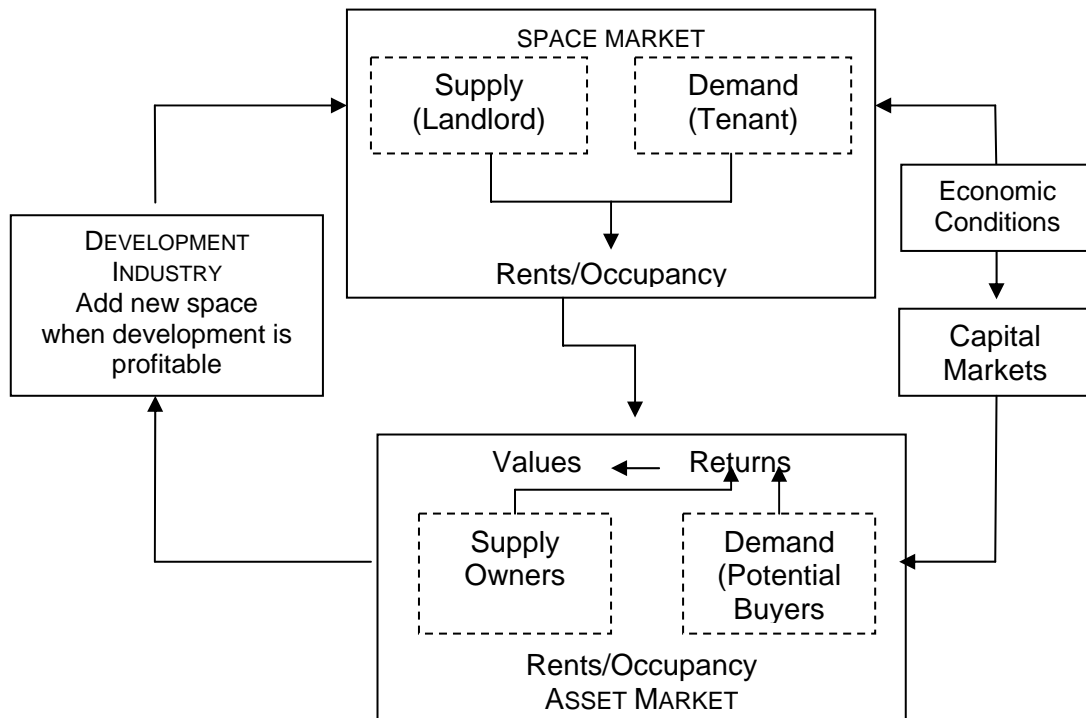 SPACE MARKET
Supply
(Landlord)
Demand
(Tenant)
Rents/Occupancy
Economic
Conditions
DEVELOPMENT
INDUSTRY
Add new space
when development is
profitable
Capital
Markets
Values
Returns
Supply
Owners
Demand
(Potential
Buyers
Rents/Occupancy
ASSET MARKET